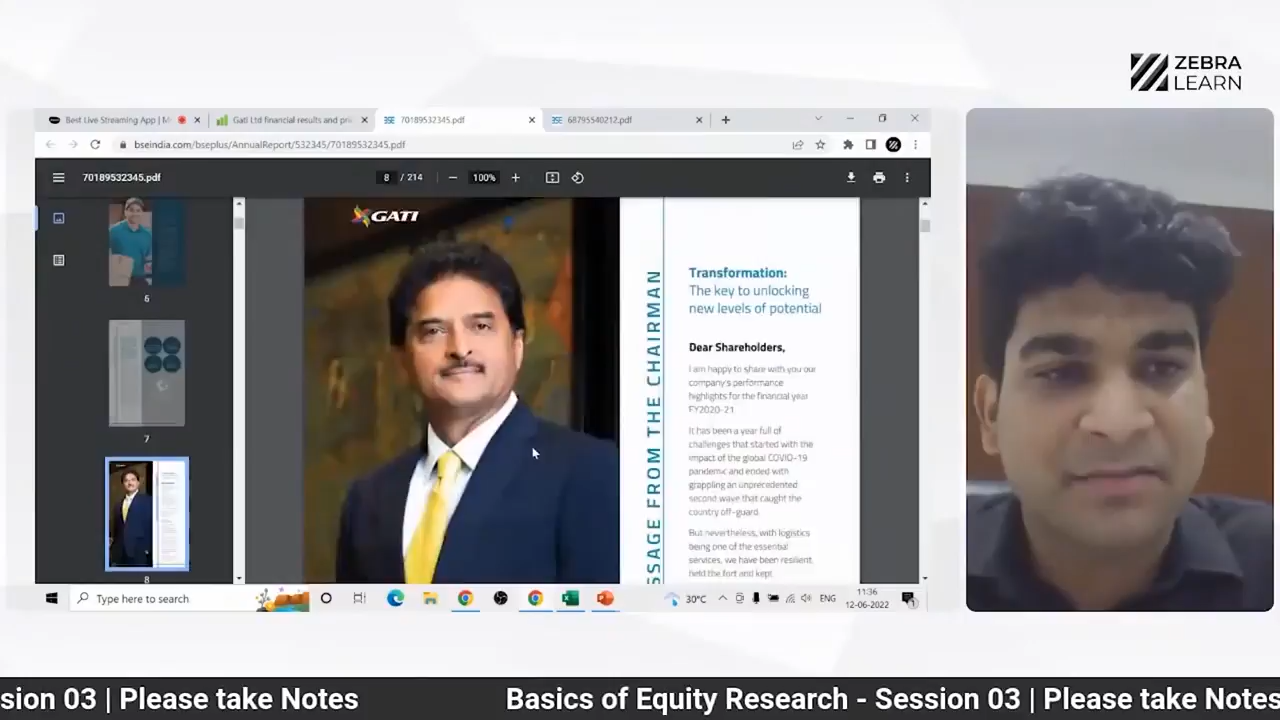 ZEBRA
LEARN
Best Live Streaming App | M
Gati Ltd financial results and pri
70189532345.pdf
68795540212.pdf
bseindia.com/bseplus/AnnualReport/532345/70189532345.pdf
70189532345.pdf
8 / 214
100%
6
7
8
GATI
SSAGE FROM THE CHAIRMAN
Transformation:
The key to unlocking
new levels of potential
Dear Shareholders,
I am happy to share with you our
company's performance
highlights for the financial year
FY2020-21
It has been a year full of
challenges that started with the
impact of the global COVID-19
pandemic and ended with
grappling an unprecedented
second wave that caught the
country off-guard.
But nevertheless, with logistics
being one of the essential
services, we have been resilient,
held the fort and kept
Type here to search
30°C
ENG
11:36
12-06-2022
sion 03 | Please take Notes
Basics of Equity Research - Session 03 | Please take Notes